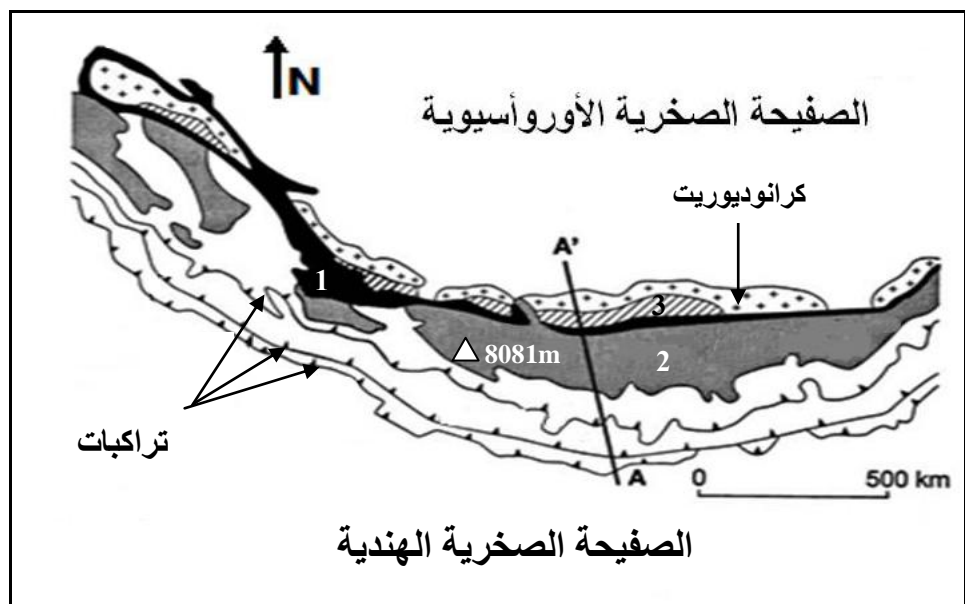 N
الصفيحة الصخرية الأوروأسيوية
كرانوديوريت
A'
1
3
8081m
2
تراكبات
A
0 500 km
الصفيحة الصخرية الهندية